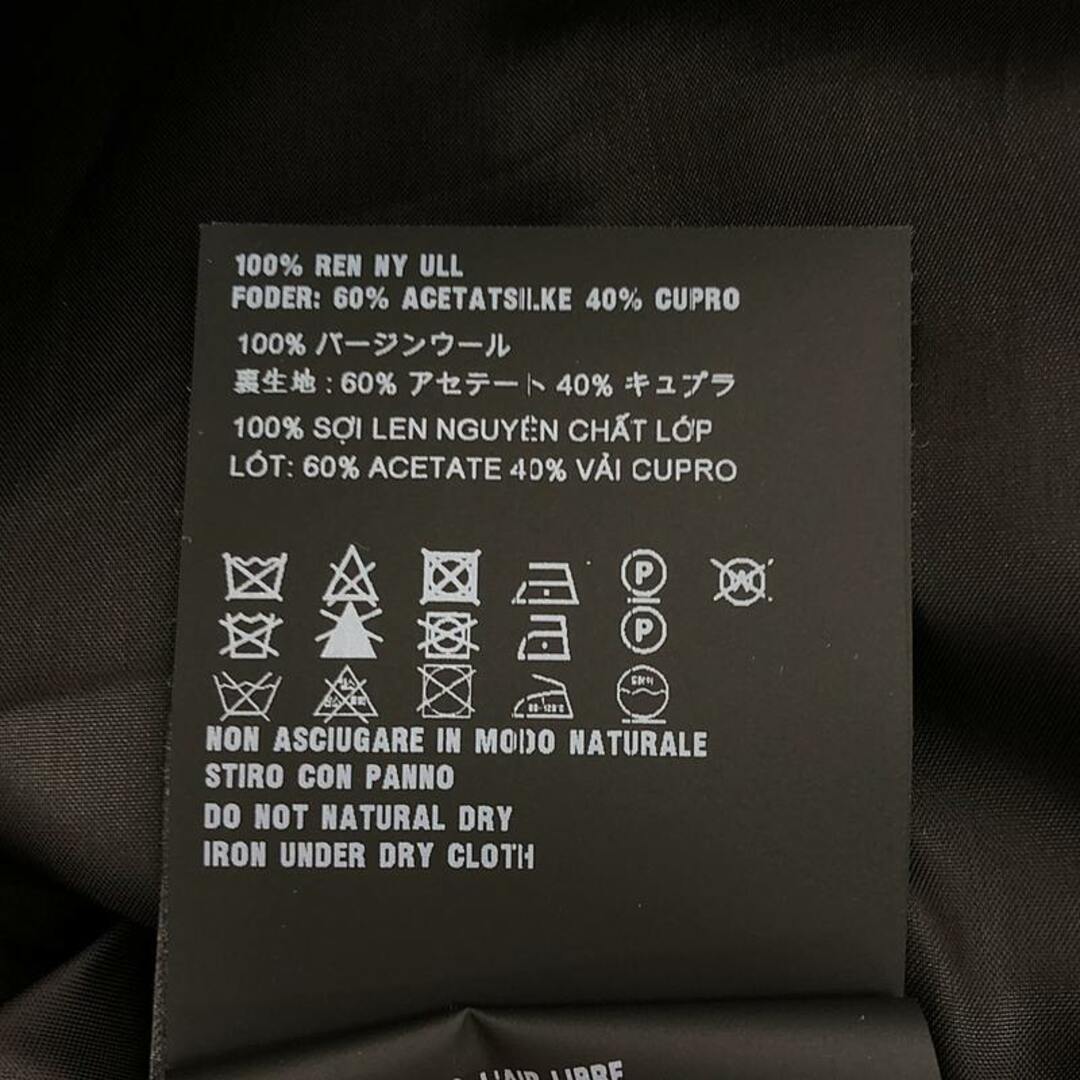 100% REN NY ULL
FODER: 60% ACETATSILKE 40% CUPRO
100% バージンウール
裏生地 : 60% アセテート 40% キュプラ
100% SỢI LEN NGUYÊN CHẤT LỚP
LÓT: 60% ACETATE 40% VẢI CUPRO
P W
P
NON ASCIUGARE IN MODO NATURALE
STIRO CON PANNO
DO NOT NATURAL DRY
IRON UNDER DRY CLOTH
L'AIR LIBRE